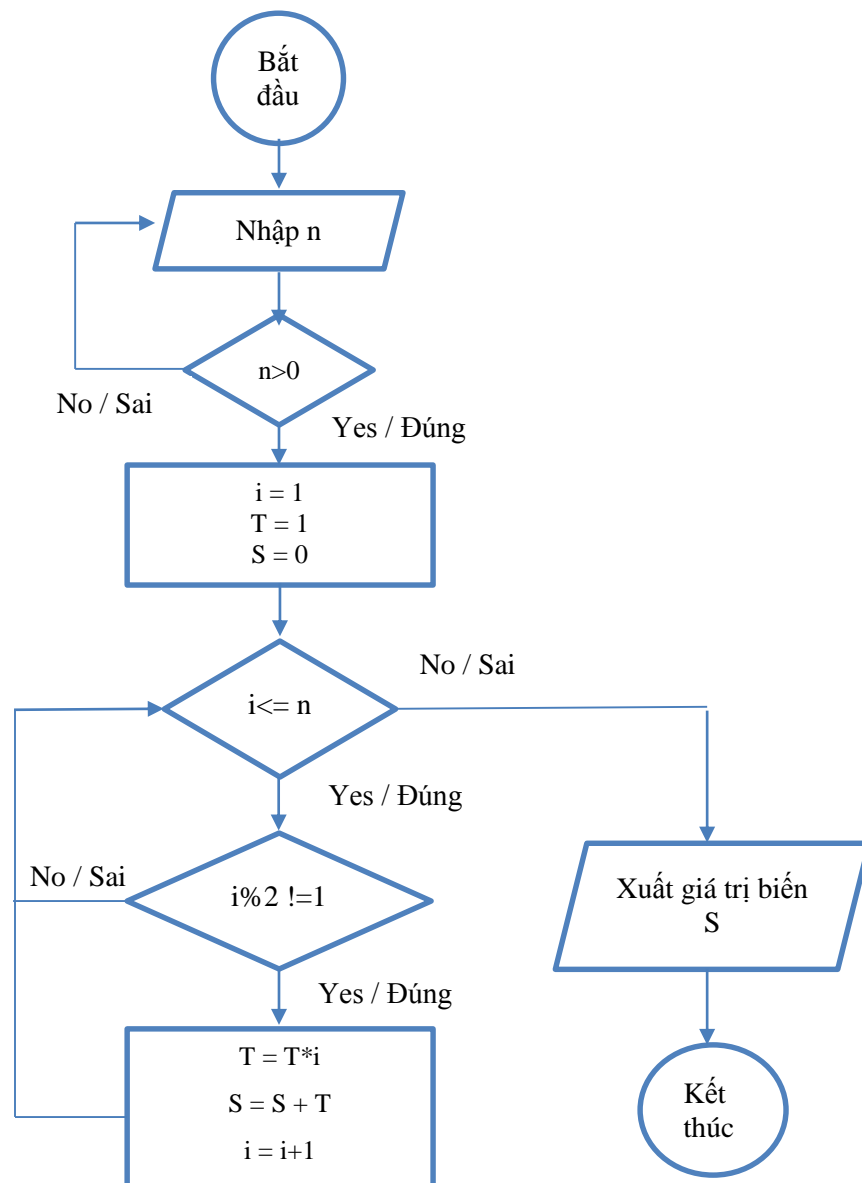 Bắt
đầu
Nhập n
n>0
No / Sai
Yes / Đúng
i = 1
T = 1
S = 0
No / Sai
i<= n
Yes / Đúng
No / Sai
i%2 !=1
Xuất giá trị biến
S
Yes / Đúng
T = T*i
S = S + T
i = i+1
Kết
thúc